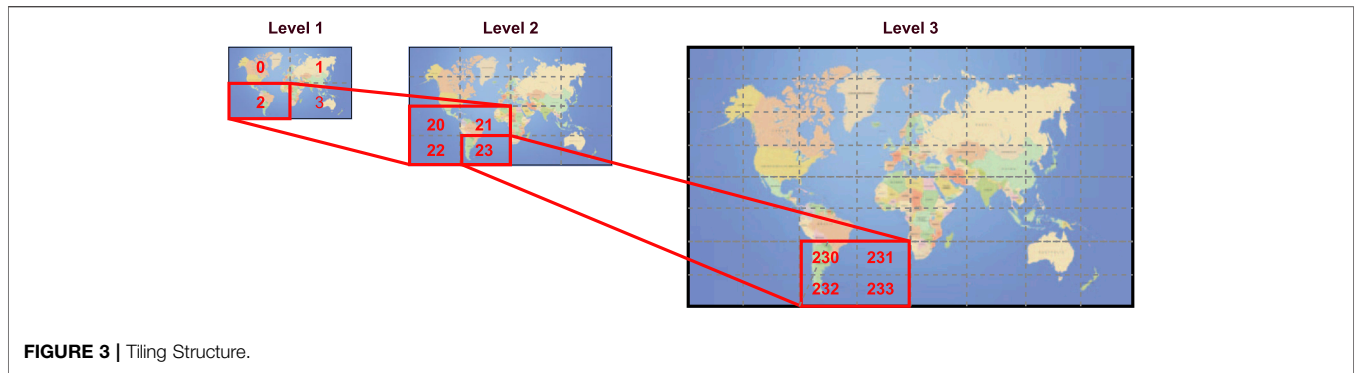 Level 1
Level 2
Level 3
0 1
2 3
20 21
22 23
230 231
232 233
FIGURE 3 | Tiling Structure.